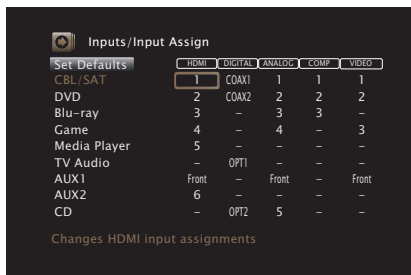 Inputs/Input Assign
Set Defaults HDMI DIGITAL ANALOG COMP VIDEO
CBL/SAT 1 COAX1 1 1 1
DVD 2 COAX2 2 2 2
Blu-ray 3 – 3 3 –
Game 4 – 4 – 3
Media Player 5 – – – –
TV Audio – OPT1 – – –
AUX1 Front – Front – Front
AUX2 6 – – – –
CD – OPT2 5 – –
Changes HDMI input assignments